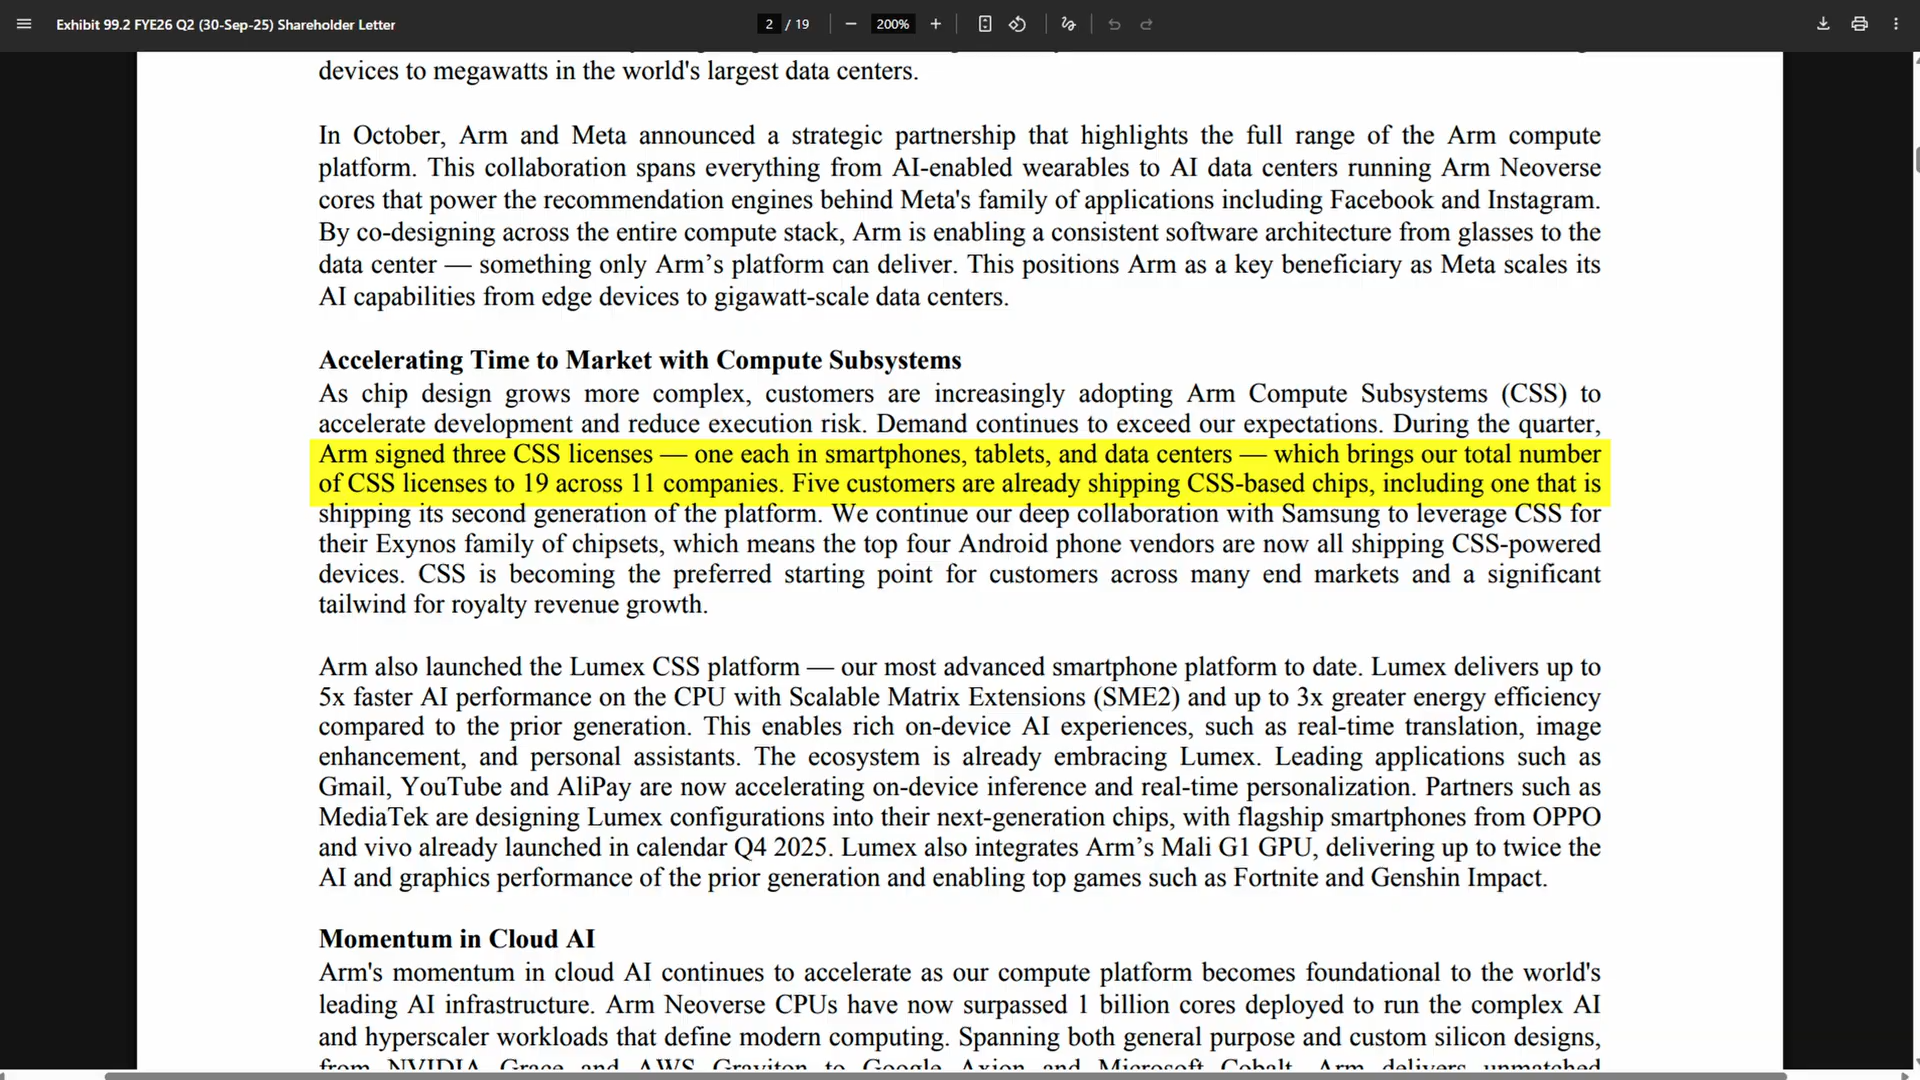 Exhibit 99.2 FYE26 Q2 (30-Sep-25) Shareholder Letter
2 / 19
200%
devices to megawatts in the world's largest data centers.
In October, Arm and Meta announced a strategic partnership that highlights the full range of the Arm compute
platform. This collaboration spans everything from AI-enabled wearables to AI data centers running Arm Neoverse
cores that power the recommendation engines behind Meta's family of applications including Facebook and Instagram.
By co-designing across the entire compute stack, Arm is enabling a consistent software architecture from glasses to the
data center — something only Arm’s platform can deliver. This positions Arm as a key beneficiary as Meta scales its
AI capabilities from edge devices to gigawatt-scale data centers.
Accelerating Time to Market with Compute Subsystems
As chip design grows more complex, customers are increasingly adopting Arm Compute Subsystems (CSS) to
accelerate development and reduce execution risk. Demand continues to exceed our expectations. During the quarter,
Arm signed three CSS licenses — one each in smartphones, tablets, and data centers — which brings our total number
of CSS licenses to 19 across 11 companies. Five customers are already shipping CSS-based chips, including one that is
shipping its second generation of the platform. We continue our deep collaboration with Samsung to leverage CSS for
their Exynos family of chipsets, which means the top four Android phone vendors are now all shipping CSS-powered
devices. CSS is becoming the preferred starting point for customers across many end markets and a significant
tailwind for royalty revenue growth.
Arm also launched the Lumex CSS platform — our most advanced smartphone platform to date. Lumex delivers up to
5x faster AI performance on the CPU with Scalable Matrix Extensions (SME2) and up to 3x greater energy efficiency
compared to the prior generation. This enables rich on-device AI experiences, such as real-time translation, image
enhancement, and personal assistants. The ecosystem is already embracing Lumex. Leading applications such as
Gmail, YouTube and AliPay are now accelerating on-device inference and real-time personalization. Partners such as
MediaTek are designing Lumex configurations into their next-generation chips, with flagship smartphones from OPPO
and vivo already launched in calendar Q4 2025. Lumex also integrates Arm’s Mali G1 GPU, delivering up to twice the
AI and graphics performance of the prior generation and enabling top games such as Fortnite and Genshin Impact.
Momentum in Cloud AI
Arm's momentum in cloud AI continues to accelerate as our compute platform becomes foundational to the world's
leading AI infrastructure. Arm Neoverse CPUs have now surpassed 1 billion cores deployed to run the complex AI
and hyperscaler workloads that define modern computing. Spanning both general purpose and custom silicon designs,
from NVIDIA Grace and AWS Graviton to Google Axion and Microsoft Cobalt, Arm delivers unmatched